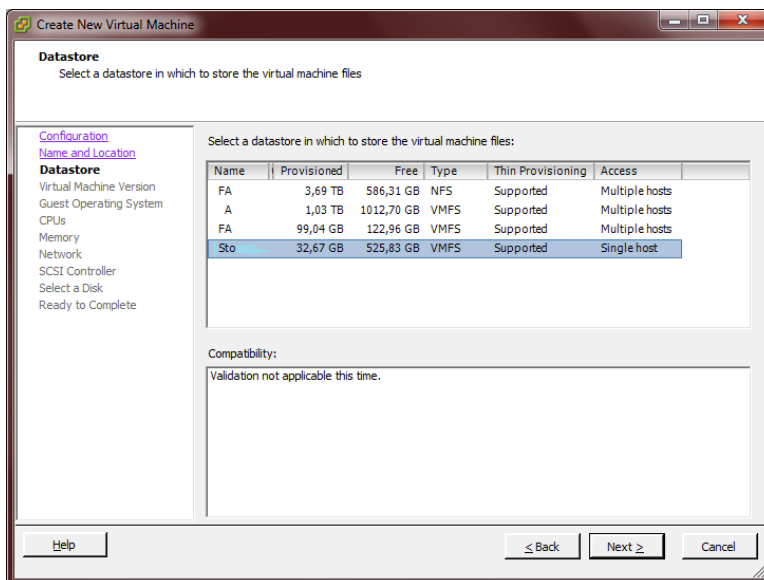 Create New Virtual Machine
Datastore
Select a datastore in which to store the virtual machine files
Configuration
Name and Location
Datastore
Virtual Machine Version
Guest Operating System
CPUs
Memory
Network
SCSI Controller
Select a Disk
Ready to Complete
Select a datastore in which to store the virtual machine files:
Name Provisioned Free Type Thin Provisioning Access
FA 3,69 TB 586,31 GB NFS Supported Multiple hosts
A 1,03 TB 1012,70 GB VMFS Supported Multiple hosts
FA 99,04 GB 122,96 GB VMFS Supported Multiple hosts
Sto 32,67 GB 525,83 GB VMFS Supported Single host
Compatibility:
Validation not applicable this time.
Help
< Back
Next >
Cancel